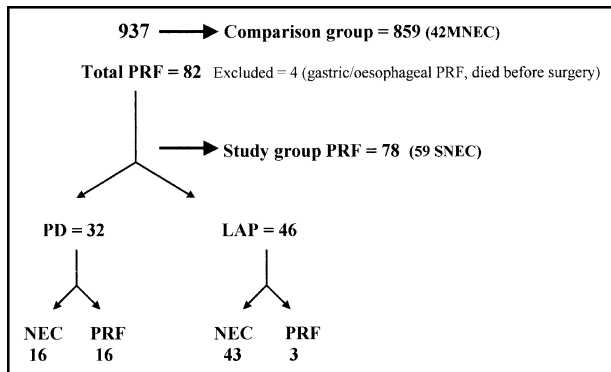 937 Comparison group = 859 (42MNEC)
Total PRF = 82 Excluded = 4 (gastric/oesophageal PRF, died before surgery)
Study group PRF = 78 (59 SNEC)
PD = 32 LAP = 46
NEC PRF NEC PRF
16 16 43 3